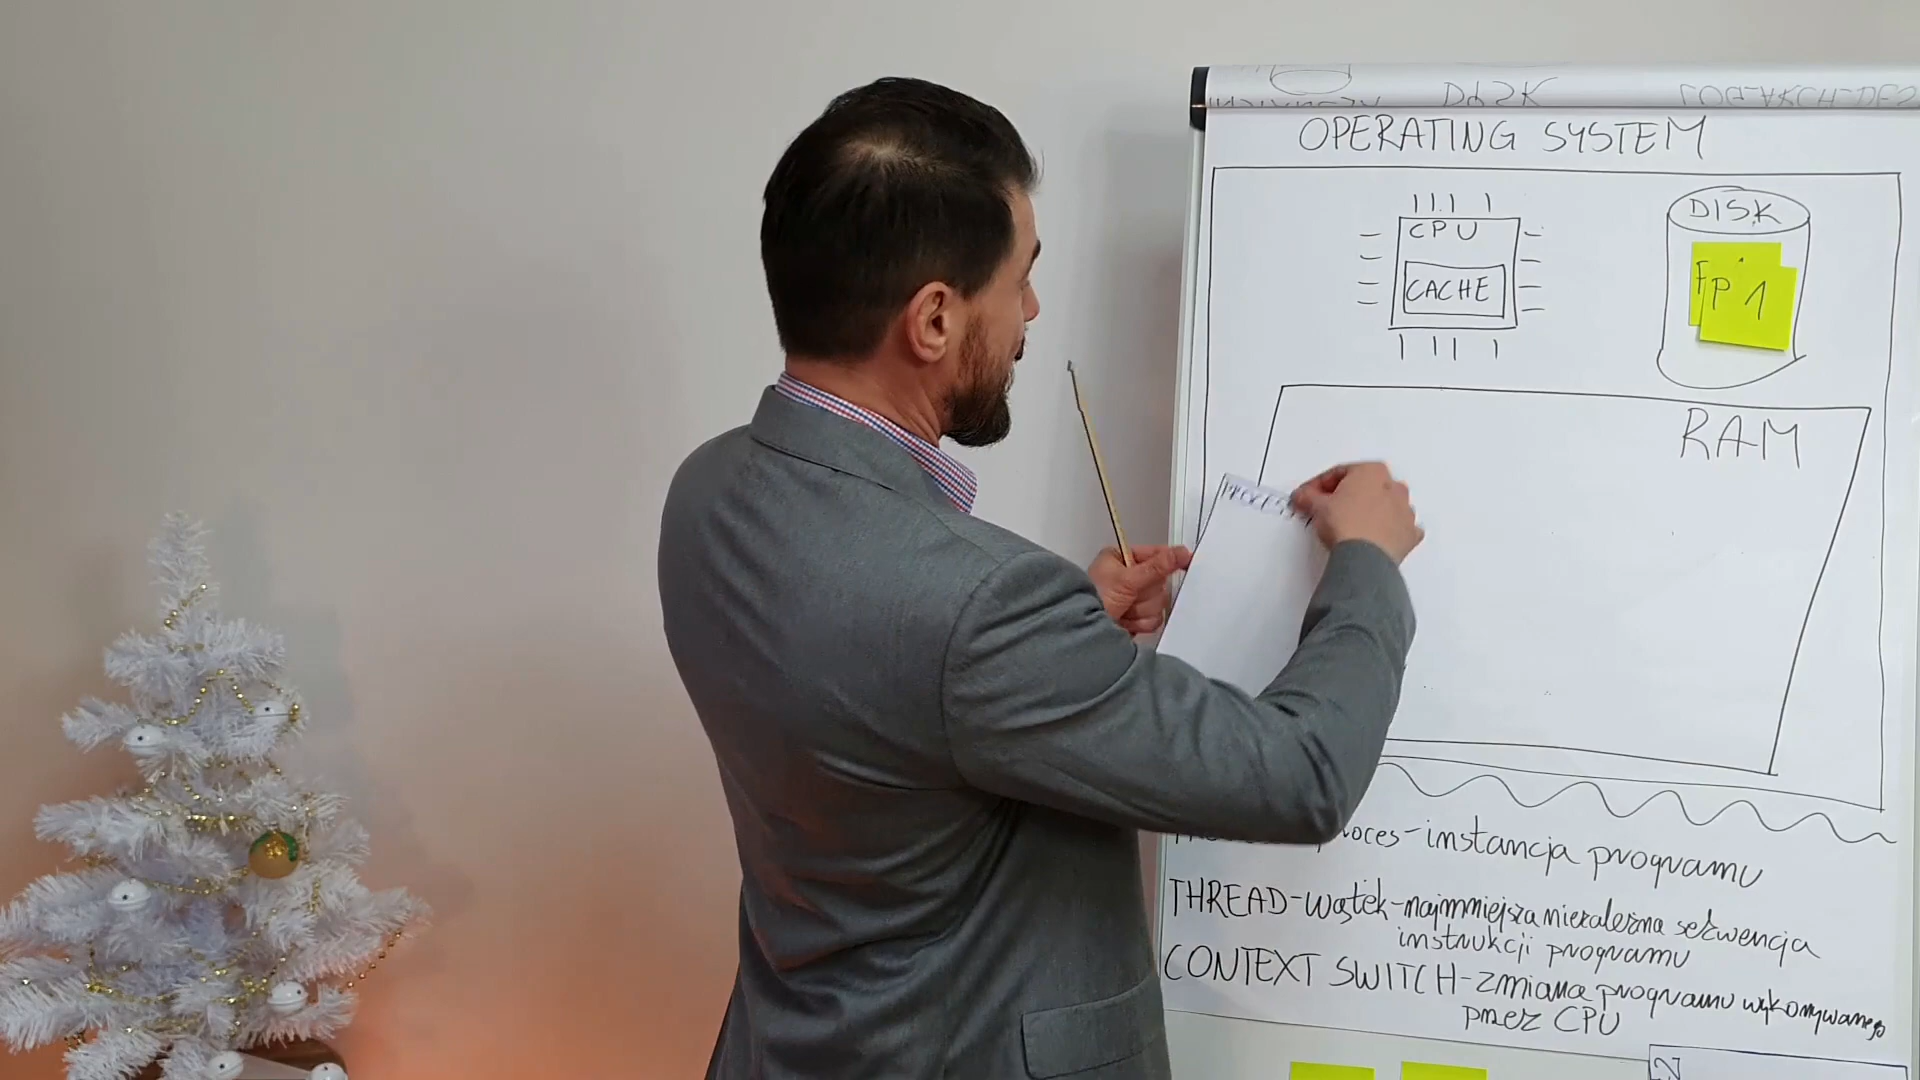 DISK
OPERATING SYSTEM
CPU
CACHE
DISK
F
P 1
RAM
proces-instancja programu
THREAD-wątek-najmniejsza niezależna sekwencja
instrukcji programu
CONTEXT SWITCH-zmiana programu wykonywanego
przez CPU
2